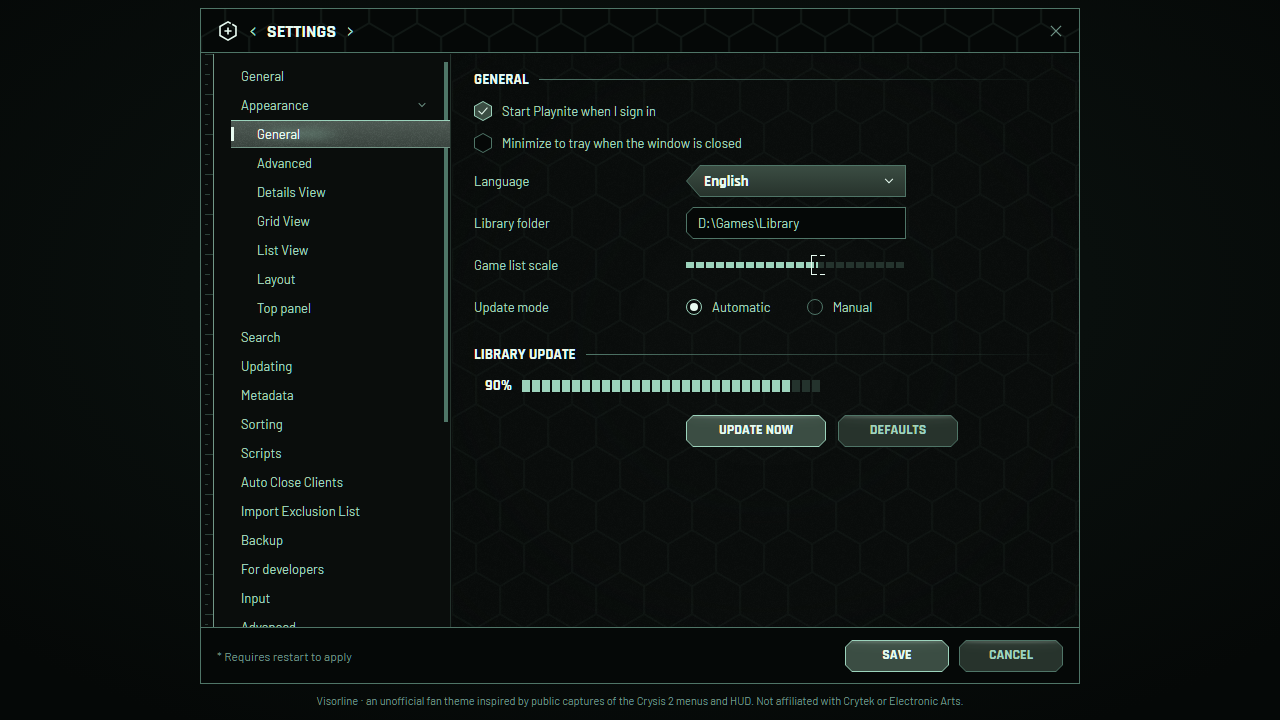 SETTINGS
General
Appearance
General
Advanced
Details View
Grid View
List View
Layout
Top panel
Search
Updating
Metadata
Sorting
Scripts
Auto Close Clients
Import Exclusion List
Backup
For developers
Input
Advanced
GENERAL
Start Playnite when I sign in
Minimize to tray when the window is closed
Language English
Library folder D:\Games\Library
Game list scale
Update mode Automatic Manual
LIBRARY UPDATE
90%
UPDATE NOW DEFAULTS
* Requires restart to apply
SAVE CANCEL
Visorline · an unofficial fan theme inspired by public captures of the Crysis 2 menus and HUD. Not affiliated with Crytek or Electronic Arts.